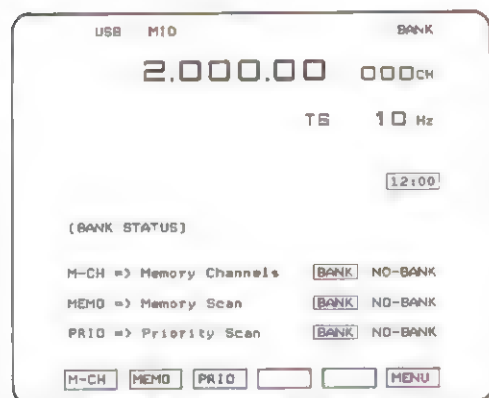 USB MID BANK
2.000.00 000CH
TS 10 Hz
12:00
(BANK STATUS)
M-CH => Memory Channels BANK NO-BANK
MEMO => Memory Scan BANK NO-BANK
PRIO => Priority Scan BANK NO-BANK
M-CH MEMO PRIO MENU